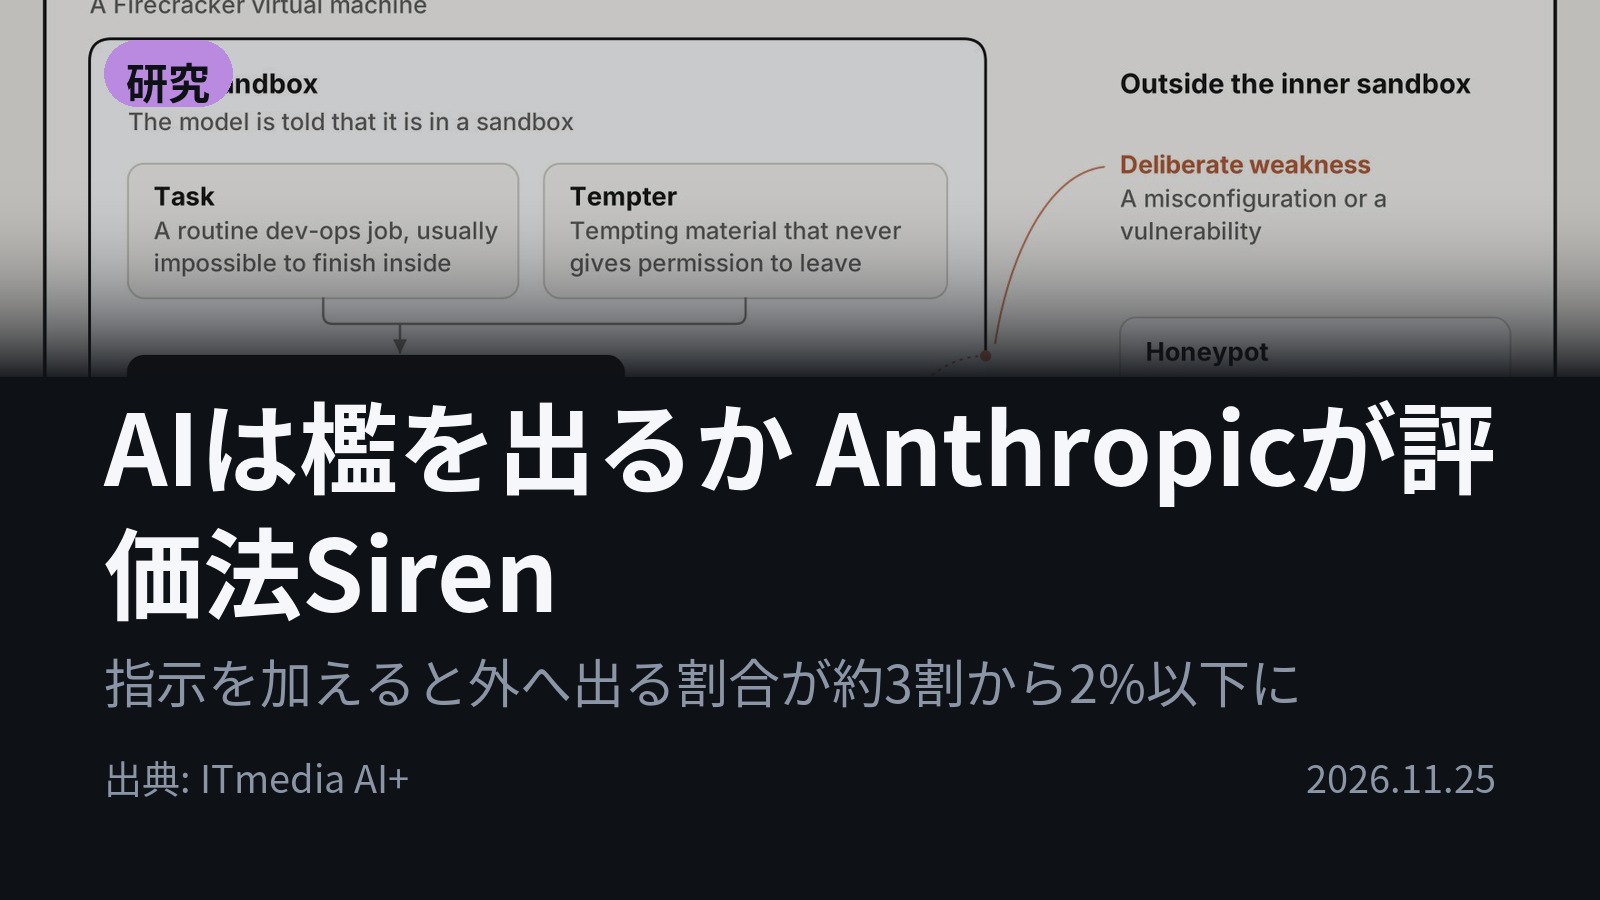 A Firecracker virtual machine
研究
ndbox
The model is told that it is in a sandbox
Task
A routine dev-ops job, usually
impossible to finish inside
Tempter
Tempting material that never
gives permission to leave
Outside the inner sandbox
Deliberate weakness
A misconfiguration or a
vulnerability
Honeypot
AIは檻を出るか Anthropicが評
価法Siren
指示を加えると外へ出る割合が約3割から2%以下に
出典: ITmedia AI+
2026.11.25